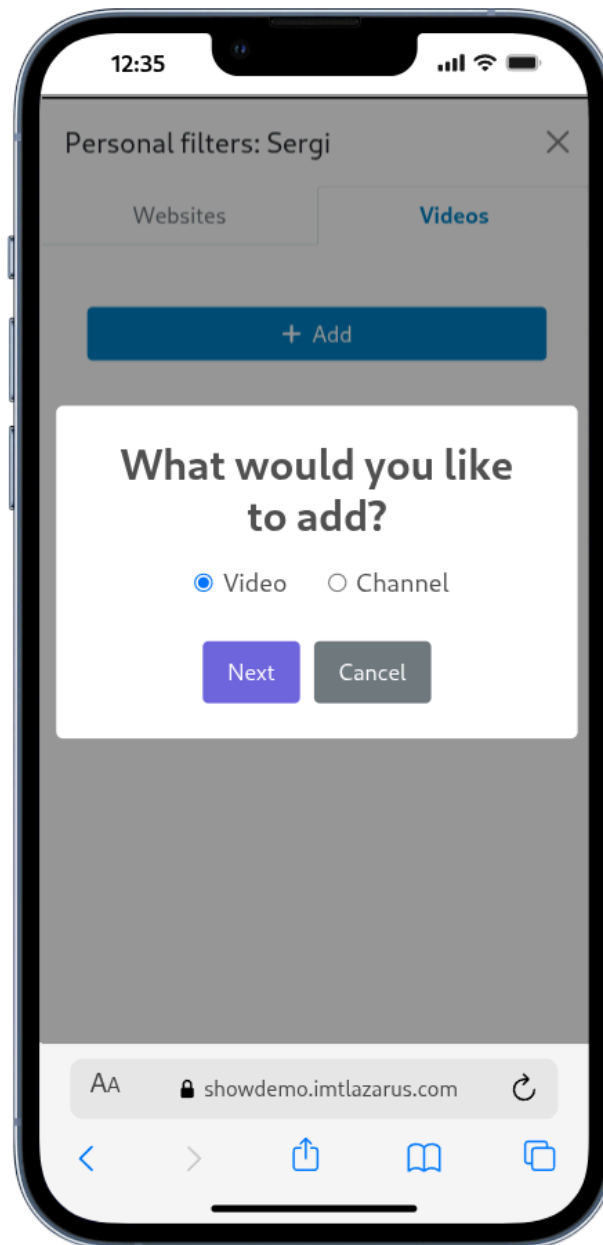 12:35
Personal filters: Sergi
Websites Videos
+ Add
What would you like
to add?
Video Channel
Next Cancel
AA showdemo.imtlazarus.com